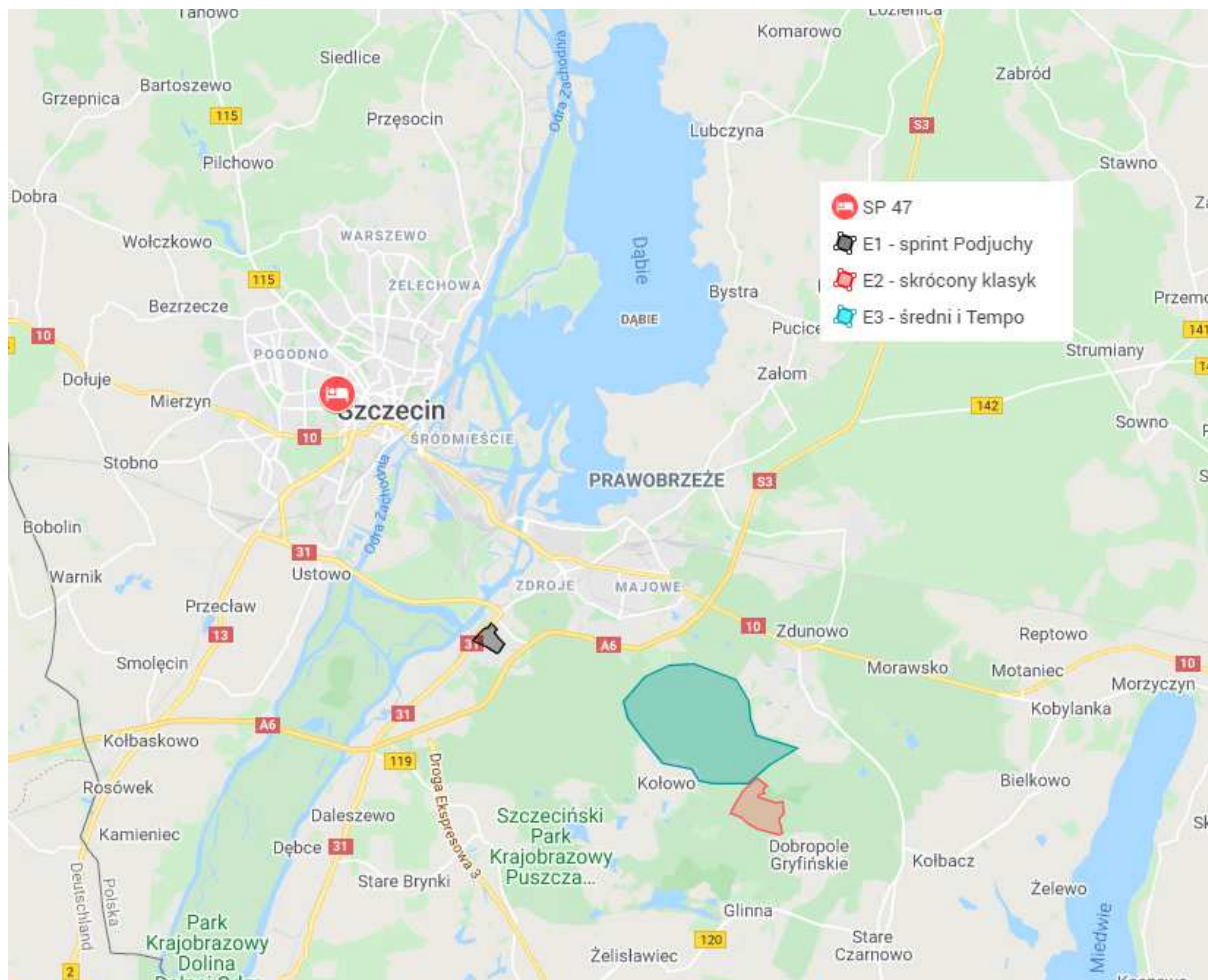 Tanowo
Łozienica
Komarowo
Siedlice
Zabród
Bartoszewo
Grzepnica
115
Przęsocin
Odra Zachodnia
S3
Lubczyna
Pilchowo
Stawno
Dobra
SP 47
WARSZEWO
Wołczkowo
E1 - sprint Podjuchy
Dąbie
ŻELECHOWA
115
E2 - skrócony klasyk
Bystra
Bezrzecze
E3 - średni i Tempo
DĄBIE
Pucice
141
10
POGODNO
Strumiany
Dołuje
Załom
Mierzyn
Szczecin
142
Sowno
10
ŚRÓDMIEŚCIE
Stobno
PRAWOBRZEŻE
S3
Odra Zachodnia
Bobolin
31
Ustowo
Warnik
ZDROJE
MAJOWE
Przecław
10
Zdunowo
Reptowo
13
31
A6
Smolęcin
Morawsko
Motaniec
10
Morzyczyn
Kobylanka
31
A6
Kołbaskowo
119
Rosówek
Droga Ekspresowa 3
Kołowo
Bielkowo
Daleszewo
Szczeciński
Park
Krajobrazowy
Puszcza...
Kamieniec
Dębce
31
Dobropole
Gryfińskie
Kołbacz
Stare Brynki
Żelewo
Deutschland
Polska
Park
Krajobrazowy
Dolina
Glinna
Miedwie
120
Stare
Czarnowo
Żelisławiec
2